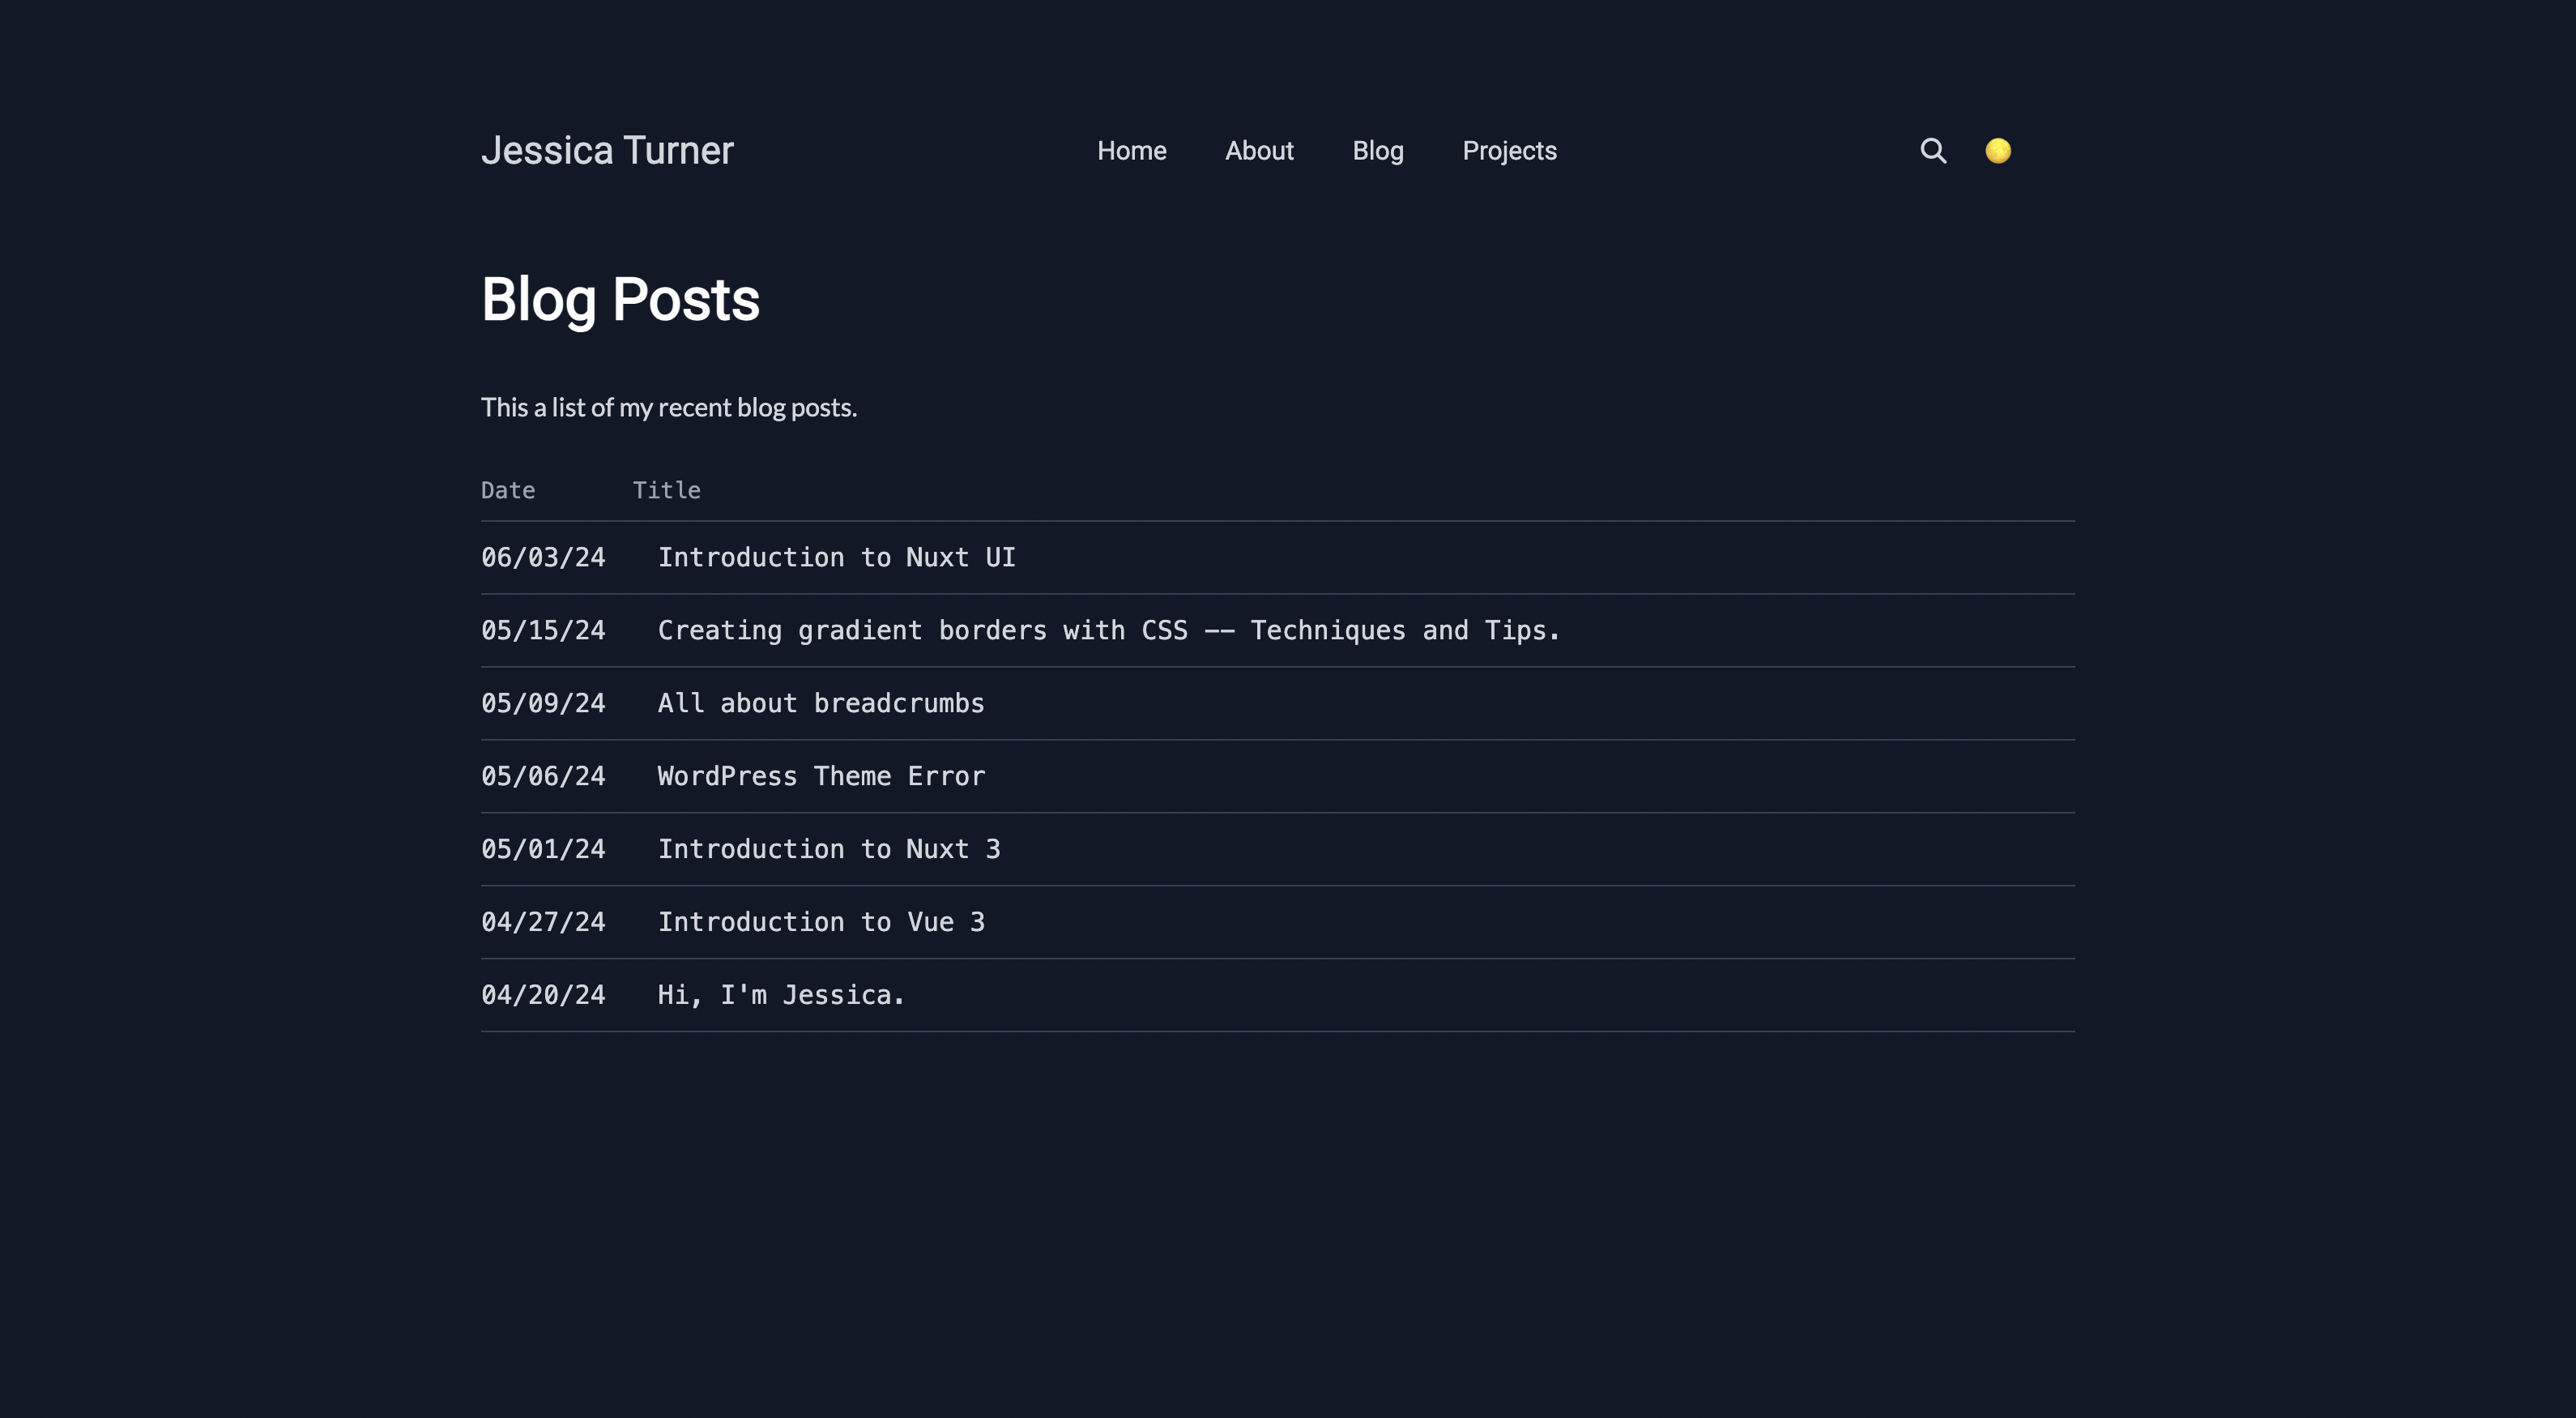 Jessica Turner
Home About Blog Projects
Blog Posts
This a list of my recent blog posts.
Date Title
06/03/24 Introduction to Nuxt UI
05/15/24 Creating gradient borders with CSS -- Techniques and Tips.
05/09/24 All about breadcrumbs
05/06/24 WordPress Theme Error
05/01/24 Introduction to Nuxt 3
04/27/24 Introduction to Vue 3
04/20/24 Hi, I'm Jessica.